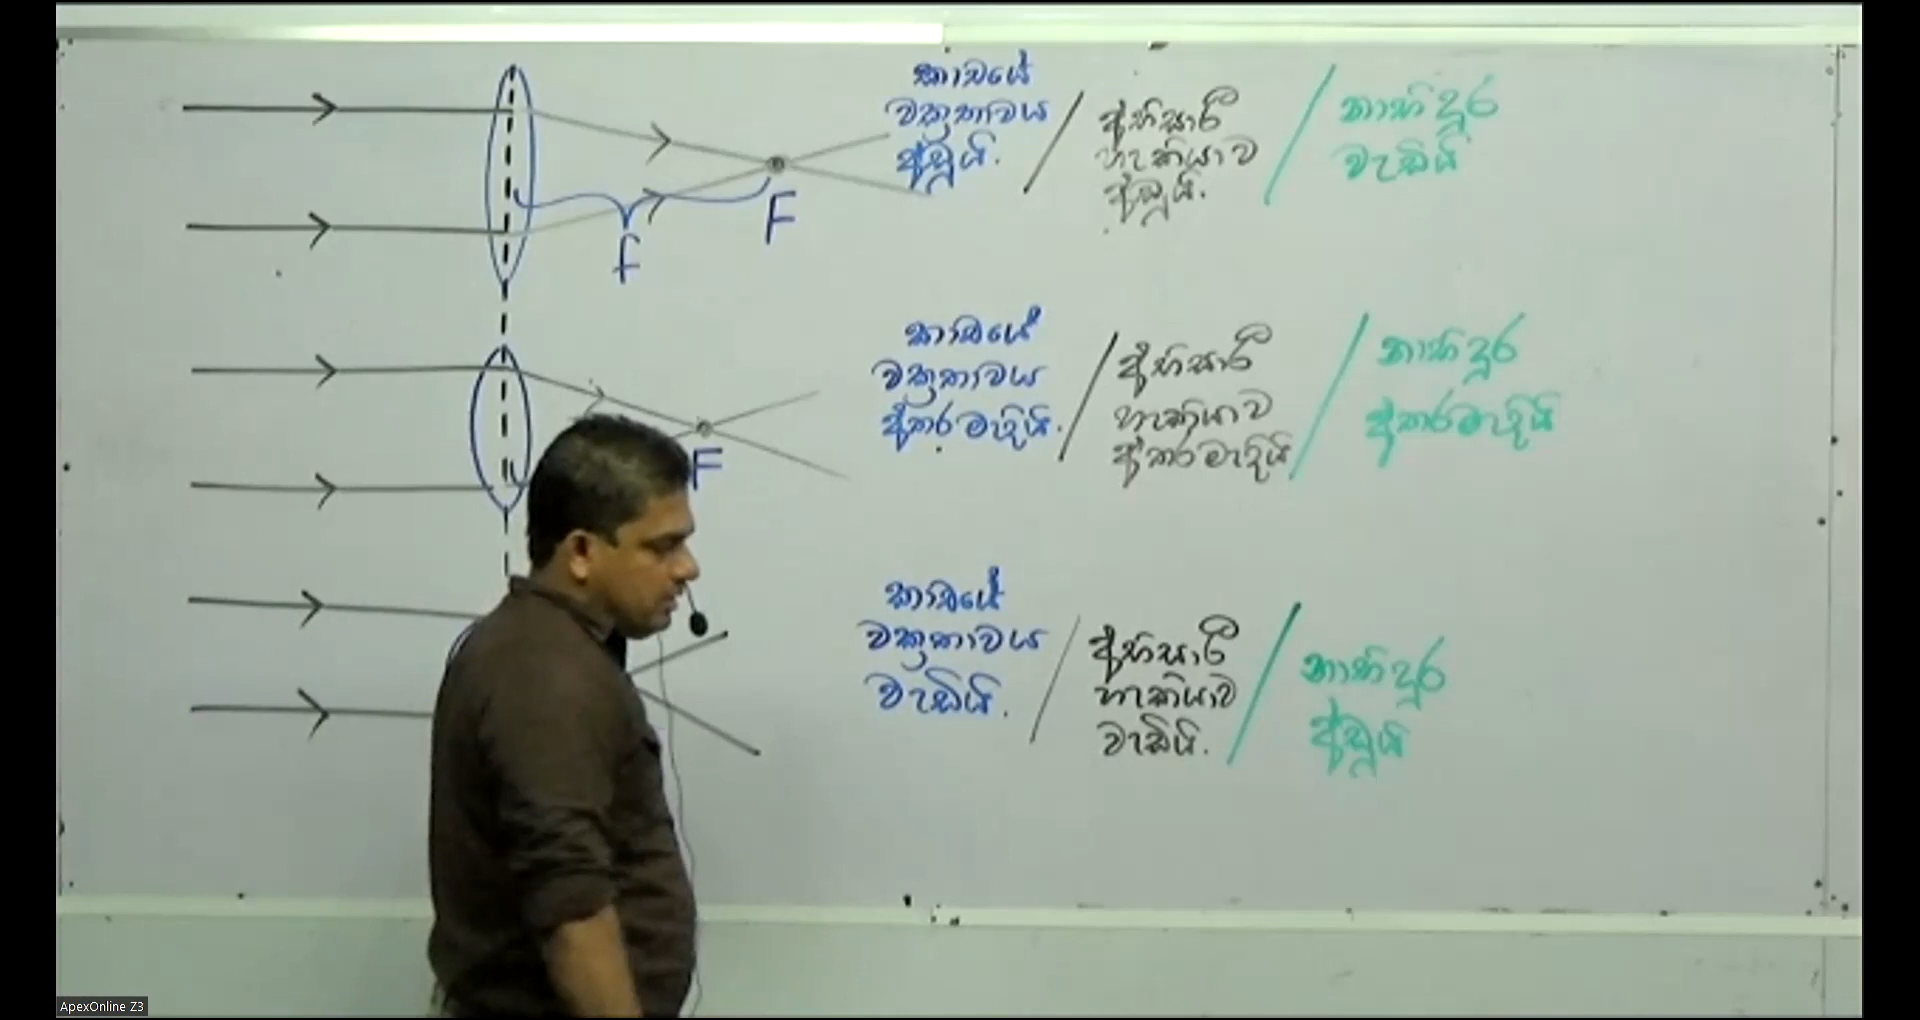 කාචයේ
වක්‍රතාවය
අඩුයි.
අභිසාරී
හැකියාව
අඩුයි.
නාභි දුර
වැඩියි
F
f
කාචයේ
වක්‍රතාවය
අතරමැදියි.
අභිසාරී
හැකියාව
අතරමැදියි
නාභි දුර
අතරමැදියි
F
කාචයේ
වක්‍රතාවය
වැඩියි.
අභිසාරී
හැකියාව
වැඩියි.
නාභි දුර
අඩුයි
ApexOnline Z3